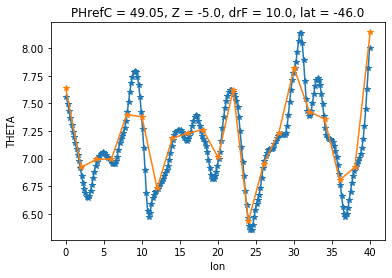 PHrefC = 49.05, Z = -5.0, drF = 10.0, lat = -46.0
THETA
8.00
7.75
7.50
7.25
7.00
6.75
6.50
0 5 10 15 20 25 30 35 40
lon